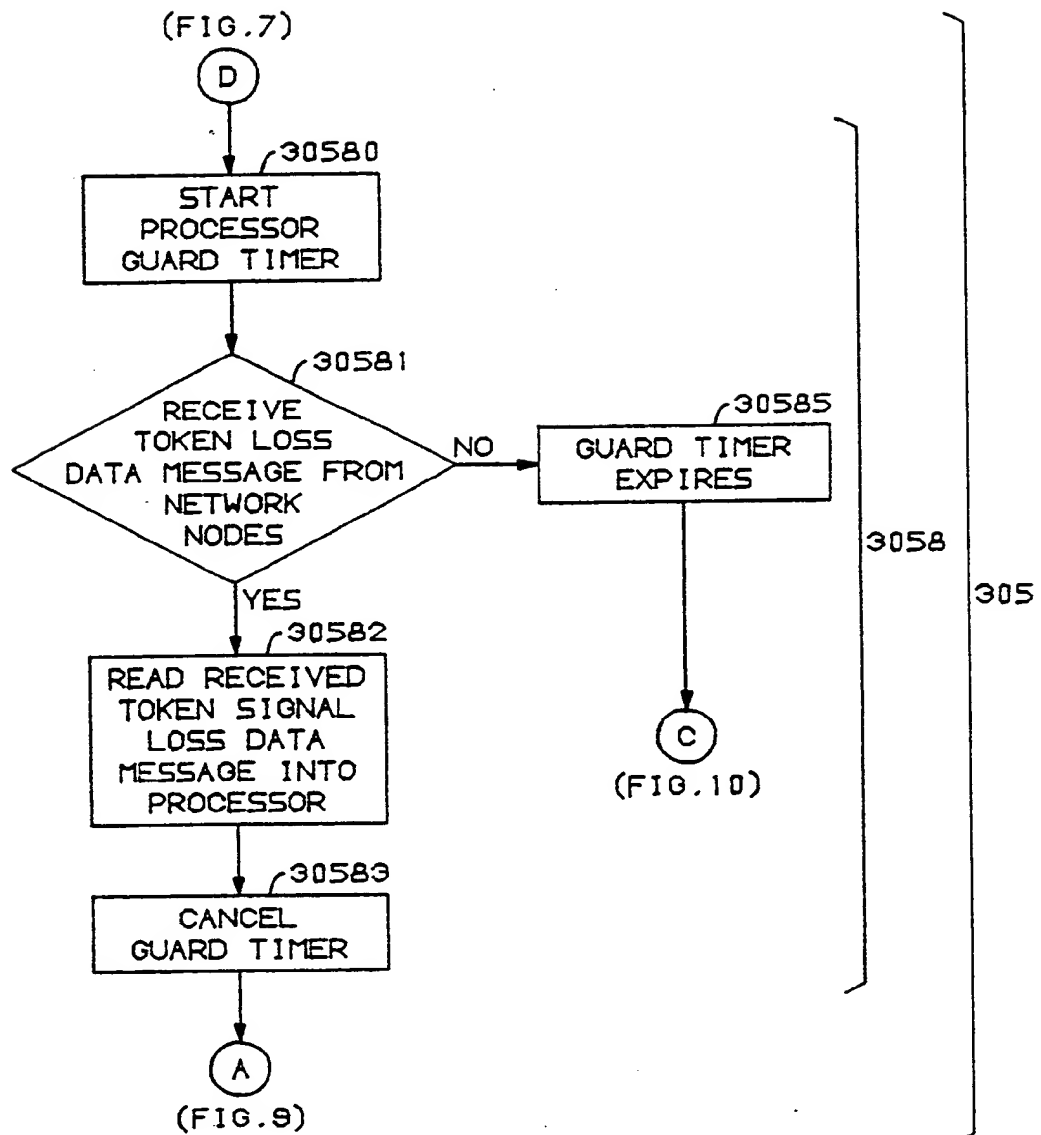 (FIG.7)
D
30580
START
PROCESSOR
GUARD TIMER
30581
RECEIVE
TOKEN LOSS
DATA MESSAGE FROM
NETWORK
NODES
NO
30585
GUARD TIMER
EXPIRES
C
(FIG.10)
YES
30582
READ RECEIVED
TOKEN SIGNAL
LOSS DATA
MESSAGE INTO
PROCESSOR
30583
CANCEL
GUARD TIMER
A
(FIG.9)
3058
305